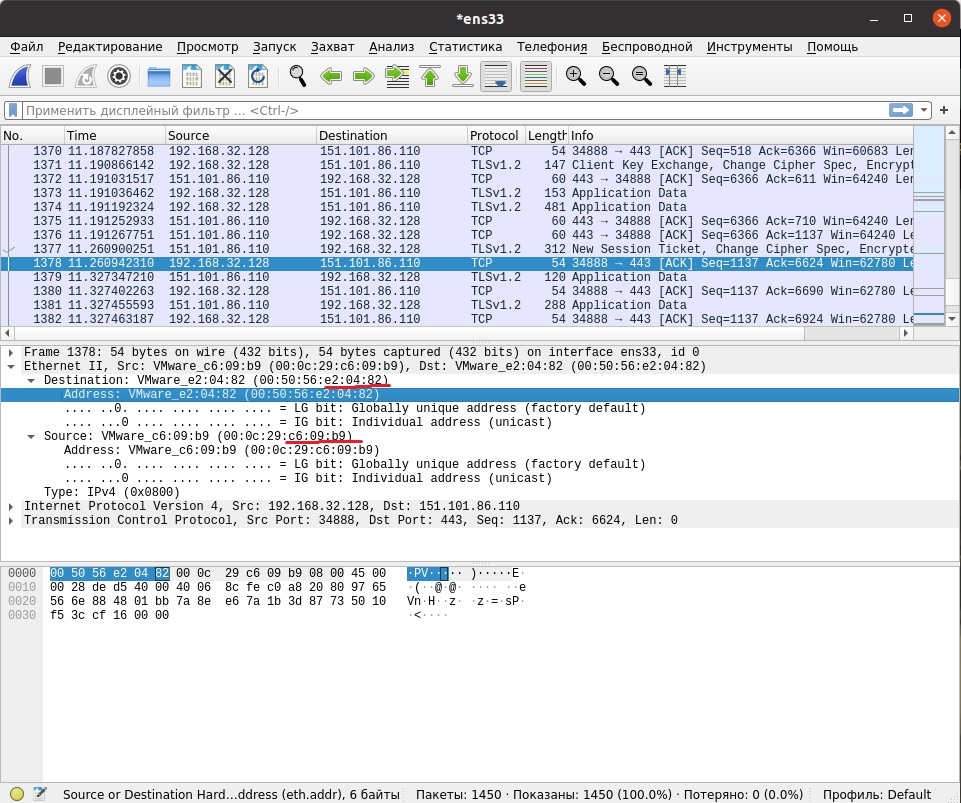 *ens33
Файл Редактирование Просмотр Запуск Захват Анализ Статистика Телефония Беспроводной Инструменты Помощь
Применить дисплейный фильтр … <Ctrl-/>
No. Time Source Destination Protocol Length Info
1370 11.187827858 192.168.32.128 151.101.86.110 TCP 54 34888 → 443 [ACK] Seq=518 Ack=6366 Win=60683 Len
1371 11.190866142 192.168.32.128 151.101.86.110 TLSv1.2 147 Client Key Exchange, Change Cipher Spec, Encrypt
1372 11.191031517 151.101.86.110 192.168.32.128 TCP 60 443 → 34888 [ACK] Seq=6366 Ack=611 Win=64240 Len
1373 11.191036462 192.168.32.128 151.101.86.110 TLSv1.2 153 Application Data
1374 11.191192324 192.168.32.128 151.101.86.110 TLSv1.2 481 Application Data
1375 11.191252933 151.101.86.110 192.168.32.128 TCP 60 443 → 34888 [ACK] Seq=6366 Ack=710 Win=64240 Len
1376 11.191267751 151.101.86.110 192.168.32.128 TCP 60 443 → 34888 [ACK] Seq=6366 Ack=1137 Win=64240 Le
1377 11.260900251 151.101.86.110 192.168.32.128 TLSv1.2 312 New Session Ticket, Change Cipher Spec, Encrypte
1378 11.260942310 192.168.32.128 151.101.86.110 TCP 54 34888 → 443 [ACK] Seq=1137 Ack=6624 Win=62780 Le
1379 11.327347210 151.101.86.110 192.168.32.128 TLSv1.2 120 Application Data
1380 11.327402263 192.168.32.128 151.101.86.110 TCP 54 34888 → 443 [ACK] Seq=1137 Ack=6690 Win=62780 Le
1381 11.327455593 151.101.86.110 192.168.32.128 TLSv1.2 288 Application Data
1382 11.327463187 192.168.32.128 151.101.86.110 TCP 54 34888 → 443 [ACK] Seq=1137 Ack=6924 Win=62780 Le
Frame 1378: 54 bytes on wire (432 bits), 54 bytes captured (432 bits) on interface ens33, id 0
Ethernet II, Src: VMware_c6:09:b9 (00:0c:29:c6:09:b9), Dst: VMware_e2:04:82 (00:50:56:e2:04:82)
Destination: VMware_e2:04:82 (00:50:56:e2:04:82)
Address: VMware_e2:04:82 (00:50:56:e2:04:82)
.... ..0. .... .... .... .... = LG bit: Globally unique address (factory default)
.... ...0 .... .... .... .... = IG bit: Individual address (unicast)
Source: VMware_c6:09:b9 (00:0c:29:c6:09:b9)
Address: VMware_c6:09:b9 (00:0c:29:c6:09:b9)
.... ..0. .... .... .... .... = LG bit: Globally unique address (factory default)
.... ...0 .... .... .... .... = IG bit: Individual address (unicast)
Type: IPv4 (0x0800)
Internet Protocol Version 4, Src: 192.168.32.128, Dst: 151.101.86.110
Transmission Control Protocol, Src Port: 34888, Dst Port: 443, Seq: 1137, Ack: 6624, Len: 0
0000 00 50 56 e2 04 82 00 0c 29 c6 09 b9 08 00 45 00 ·PV····· )·····E·
0010 00 28 de d5 40 00 40 06 8c fe c0 a8 20 80 97 65 ·(··@·@· ···· ··e
0020 56 6e 88 48 01 bb 7a 8e e6 7a 1b 3d 87 73 50 10 Vn·H··z· ·z·=·sP·
0030 f5 3c cf 16 00 00 ·<····
Source or Destination Hard…ddress (eth.addr), 6 байты Пакеты: 1450 · Показаны: 1450 (100.0%) · Потеряно: 0 (0.0%) Профиль: Default